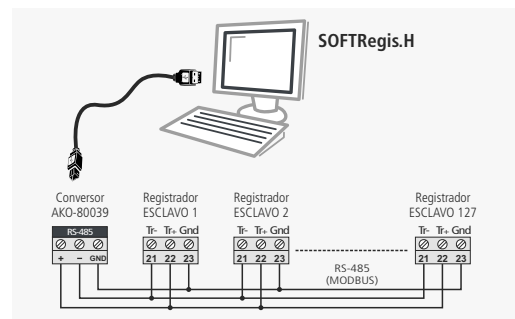 SOFTRegis.H
Conversor
AKO-80039
RS-485
+ − GND
Registrador
ESCLAVO 1
Tr- Tr+ Gnd
21 22 23
Registrador
ESCLAVO 2
Tr- Tr+ Gnd
21 22 23
RS-485
(MODBUS)
Registrador
ESCLAVO 127
Tr- Tr+ Gnd
21 22 23